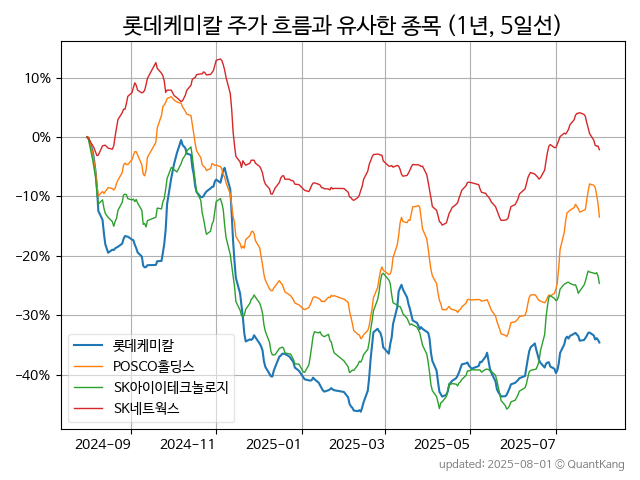 롯데케미칼 주가 흐름과 유사한 종목 (1년, 5일선)
10%
0%
-10%
-20%
-30%
-40%
롯데케미칼
POSCO홀딩스
SK아이이테크놀로지
SK네트웍스
2024-09
2024-11
2025-01
2025-03
2025-05
2025-07
updated: 2025-08-01 © QuantKang